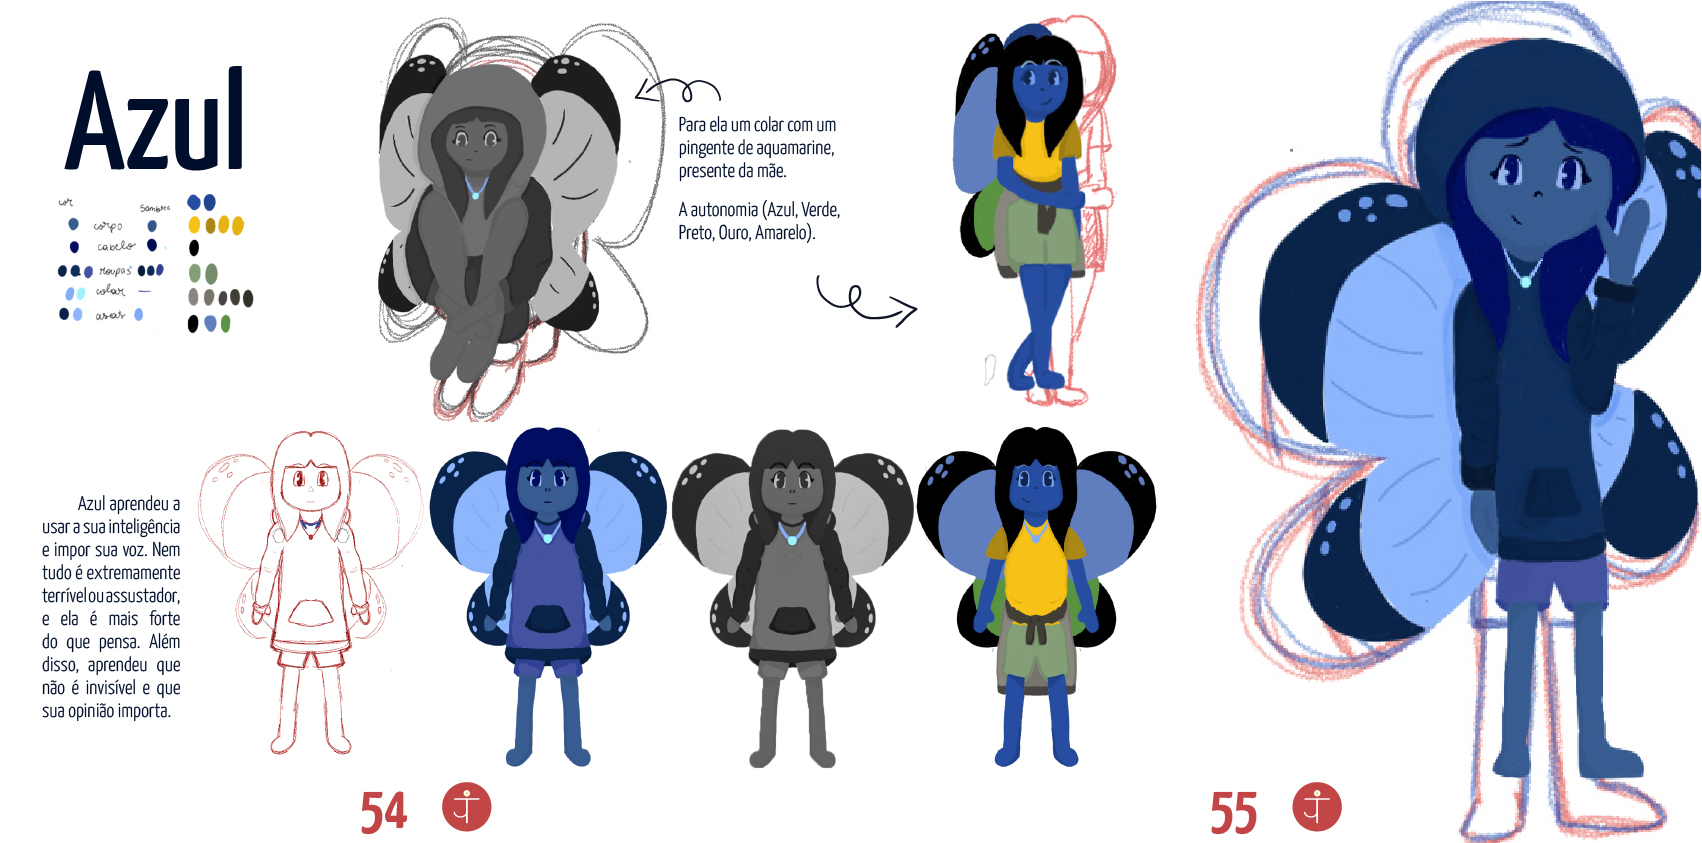 Azul
cor
Sombra
corpo
cabelo
roupas
colar
asas
Para ela um colar com um
pingente de aquamarine,
presente da mãe.
A autonomia (Azul, Verde,
Preto, Ouro, Amarelo).
Azul aprendeu a
usar a sua inteligência
e impor sua voz. Nem
tudo é extremamente
terrível ou assustador,
e ela é mais forte
do que pensa. Além
disso, aprendeu que
não é invisível e que
sua opinião importa.
54
55